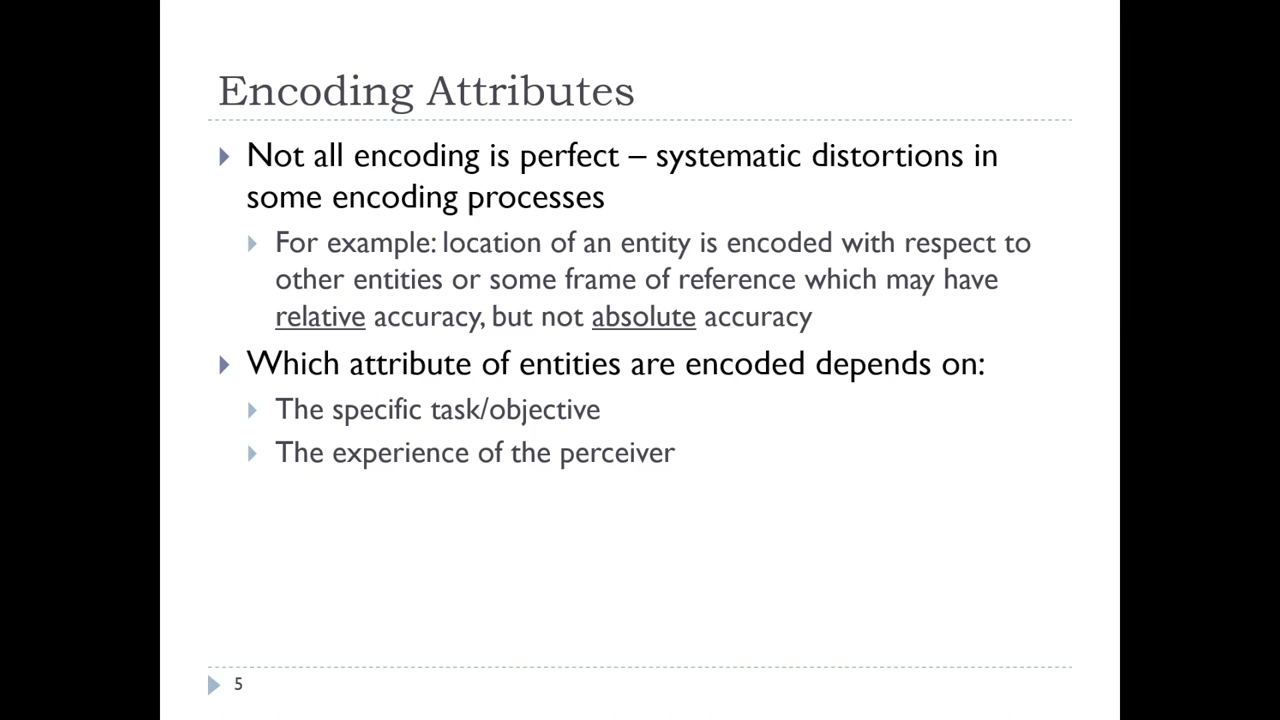 Encoding Attributes
Not all encoding is perfect – systematic distortions in
some encoding processes
For example: location of an entity is encoded with respect to
other entities or some frame of reference which may have
relative accuracy, but not absolute accuracy
Which attribute of entities are encoded depends on:
The specific task/objective
The experience of the perceiver
5